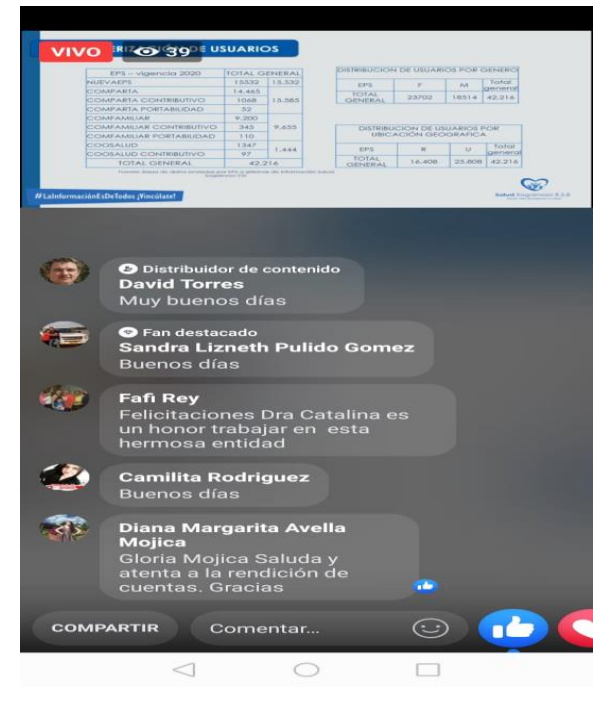 VIVO 39
DE USUARIOS
EPS – vigencia 2020 TOTAL GENERAL
NUEVAEPS 15532 15.532
COMPARTA 14.465
COMPARTA CONTRIBUTIVO 1068 15.585
COMPARTA PORTABILIDAD 52
COMFAMILIAR 9.200
COMFAMILIAR CONTRIBUTIVO 345 9.655
COMFAMILIAR PORTABILIDAD 110
COOSALUD 1347
COOSALUD CONTRIBUTIVO 97 1.444
TOTAL GENERAL 42.216
DISTRIBUCION DE USUARIOS POR GENERO
EPS F M Total general
TOTAL GENERAL 23702 18514 42.216
DISTRIBUCION DE USUARIOS POR
UBICACIÓN GEOGRAFICA
EPS R U Total general
TOTAL GENERAL 16.408 25.808 42.216
#LaInformaciónEsDeTodos ¡Vincúlate!
Salud Sogamoso E.S.E
Distribuidor de contenido
David Torres
Muy buenos días
Fan destacado
Sandra Lizneth Pulido Gomez
Buenos días
Fafi Rey
Felicitaciones Dra Catalina es
un honor trabajar en esta
hermosa entidad
Camilita Rodriguez
Buenos días
Diana Margarita Avella
Mojica
Gloria Mojica Saluda y
atenta a la rendición de
cuentas. Gracias
COMPARTIR Comentar...